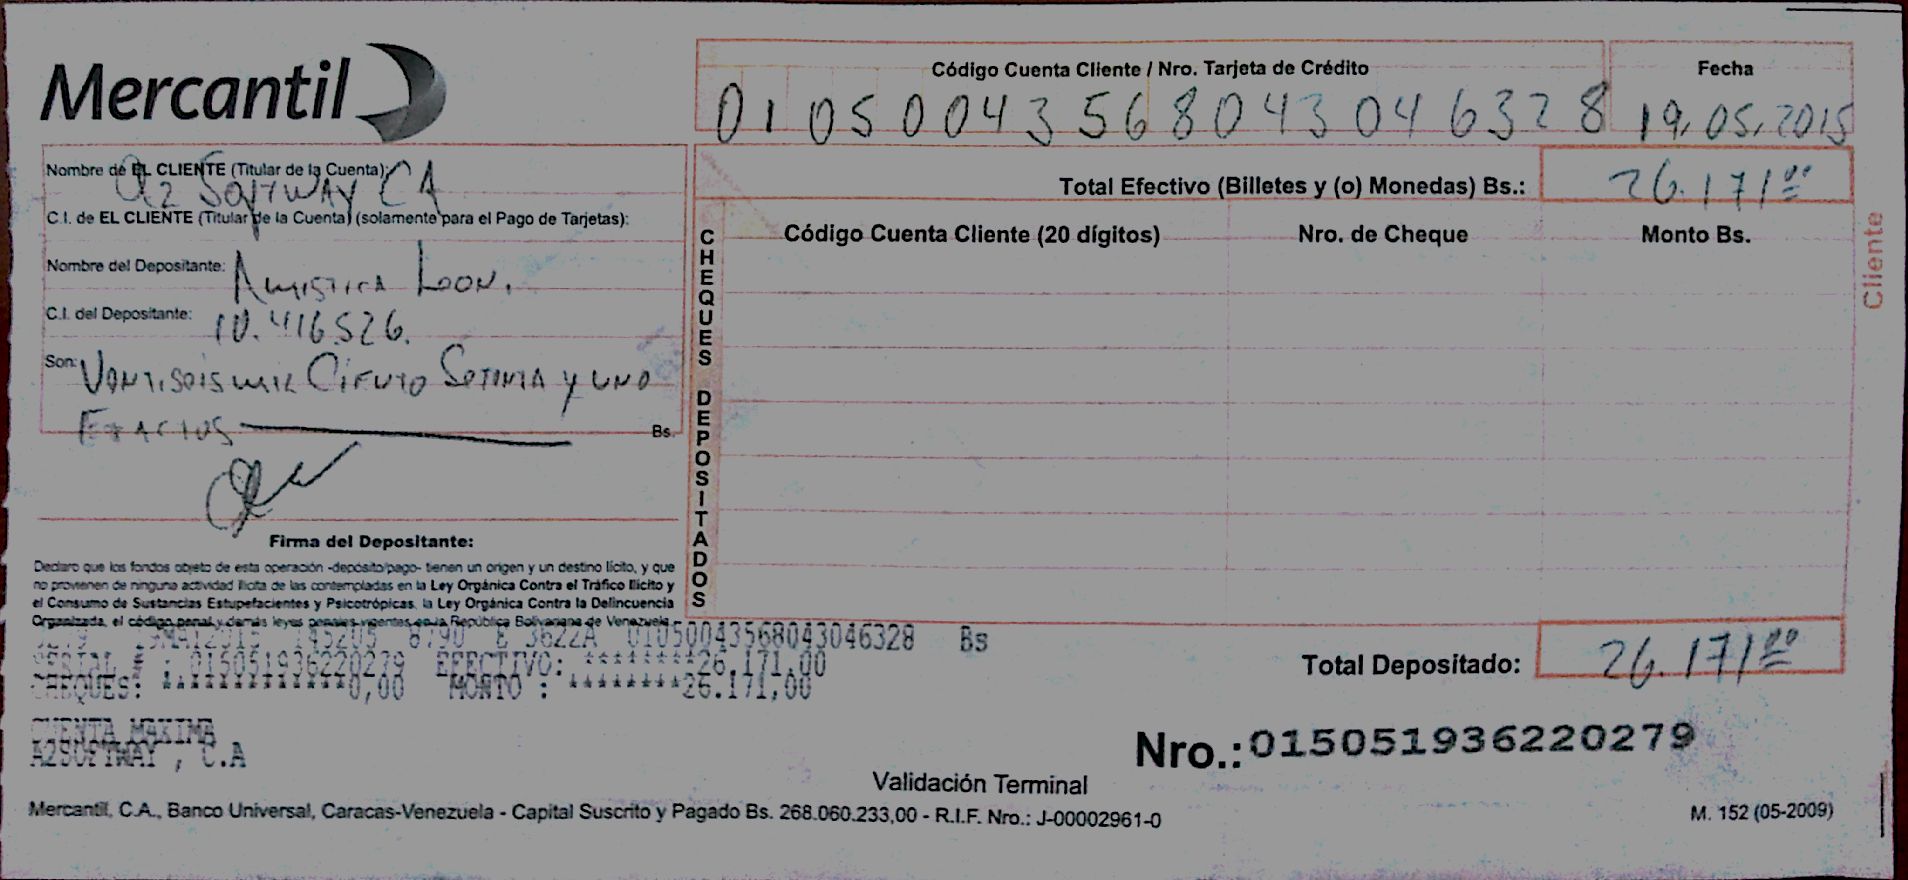 Mercantil
Código Cuenta Cliente / Nro. Tarjeta de Crédito
01050043568043046328
Fecha
19.05.2015
Nombre de EL CLIENTE (Titular de la Cuenta):
a2 Softway CA
C.I. de EL CLIENTE (Titular de la Cuenta) (solamente para el Pago de Tarjetas):
Nombre del Depositante:
Leon.
C.I. del Depositante: 10.416.526.
Son: Ventiseis mil Ciento Setenta y uno
Exactos
Bs.
Firma del Depositante:
Declaro que los fondos objeto de esta operación -depósito/pago- tienen un origen y un destino lícito, y que
no provienen de ninguna actividad ilícita de las contempladas en la Ley Orgánica Contra el Tráfico Ilícito y
el Consumo de Sustancias Estupefacientes y Psicotrópicas, la Ley Orgánica Contra la Delincuencia
Organizada, el código penal y demás leyes penales vigentes en la República Bolivariana de Venezuela.
Total Efectivo (Billetes y (o) Monedas) Bs.: 26.171,00
CHEQUES DEPOSITADOS
Código Cuenta Cliente (20 dígitos)
Nro. de Cheque
Monto Bs.
Cliente
Total Depositado: 26.171,00
19MAY2015 145205 8790 E 3622A 01050043568043046328 Bs
SERIAL # : 015051936220279 EFECTIVO: ********26.171,00
CHEQUES: *************0,00 MONTO : ********26.171,00
CUENTA MAXIMA
A2SOFTWAY , C.A
Nro.: 015051936220279
Validación Terminal
Mercantil, C.A., Banco Universal, Caracas-Venezuela - Capital Suscrito y Pagado Bs. 268.060.233,00 - R.I.F. Nro.: J-00002961-0
M. 152 (05-2009)